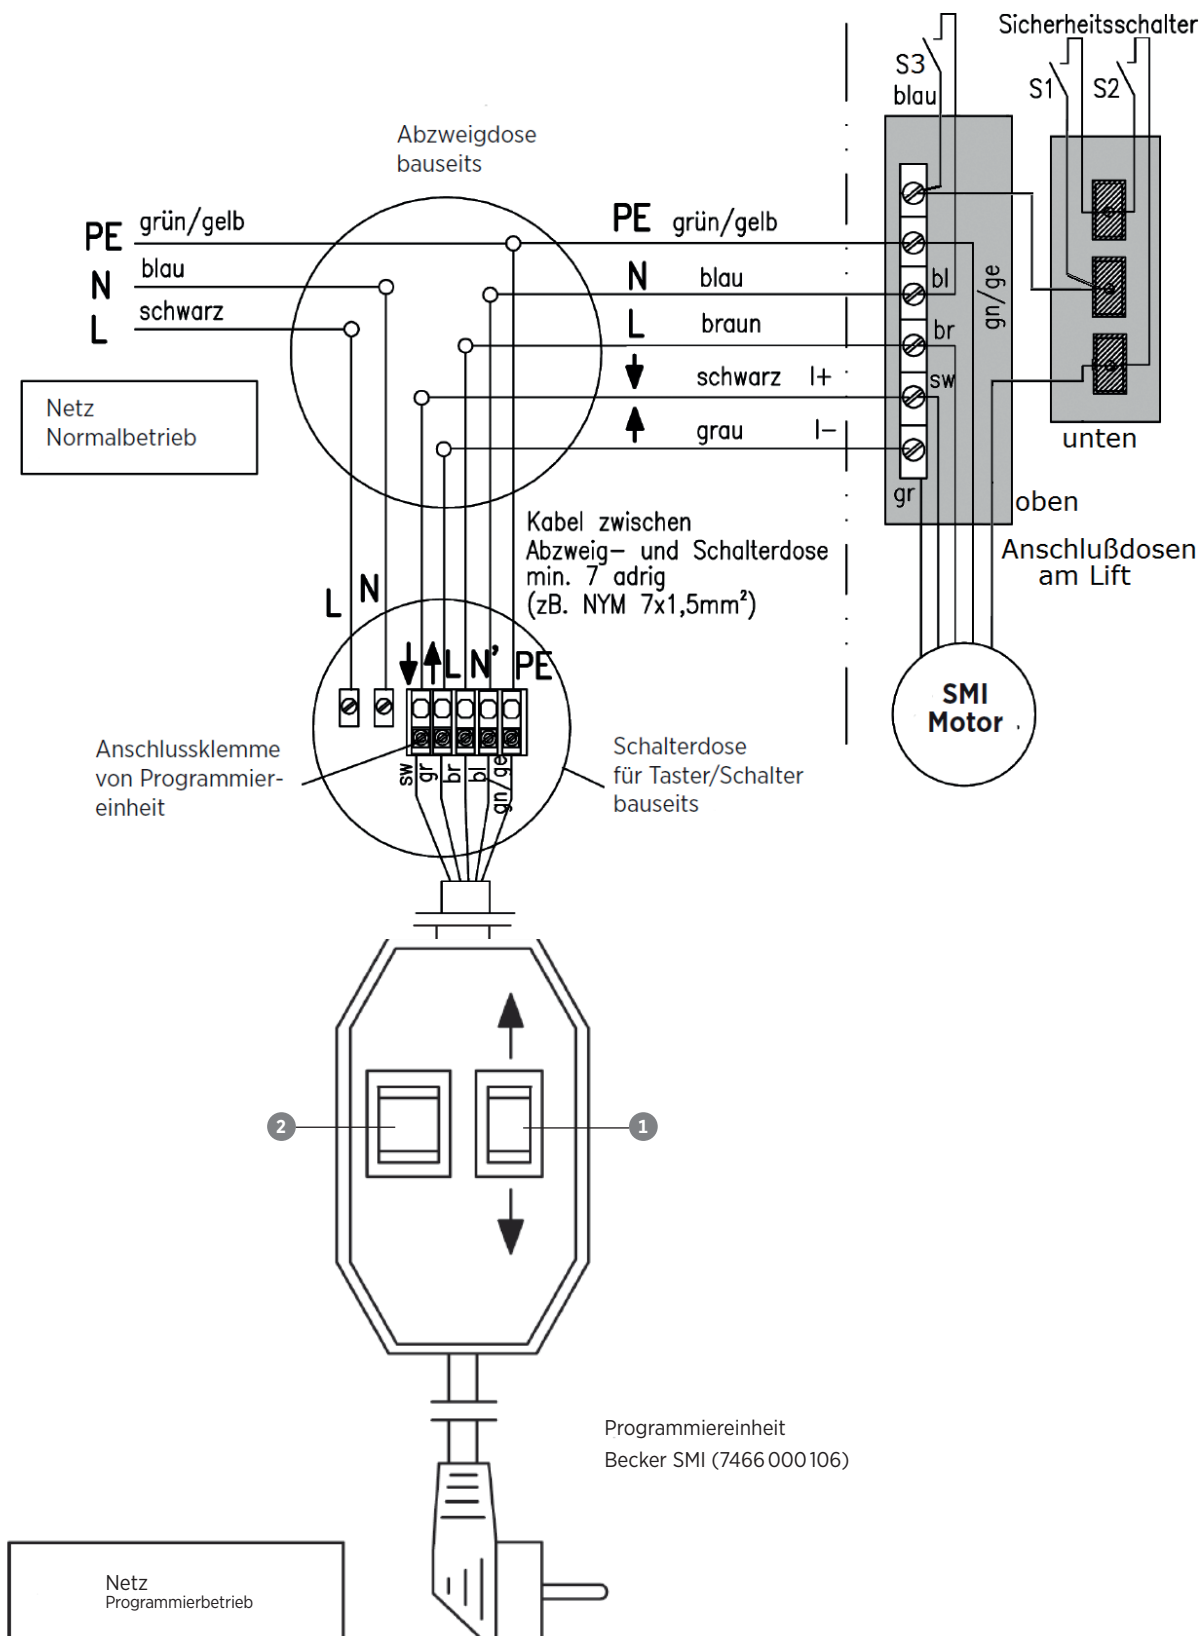 Sicherheitsschalter
S3
blau
S1
S2
Abzweigdose
bauseits
PE grün/gelb
N blau
L schwarz
PE grün/gelb
N blau
L braun
schwarz I+
grau I–
bl
br
sw
gn/ge
gr
unten
oben
Anschlußdosen
am Lift
Netz
Normalbetrieb
Kabel zwischen
Abzweig– und Schalterdose
min. 7 adrig
(zB. NYM 7x1,5mm²)
L N
L N' PE
SMI
Motor
Anschlussklemme
von Programmier-
einheit
sw gr br bl gn/ge
Schalterdose
für Taster/Schalter
bauseits
2
1
Programmiereinheit
Becker SMI (7466 000 106)
Netz
Programmierbetrieb